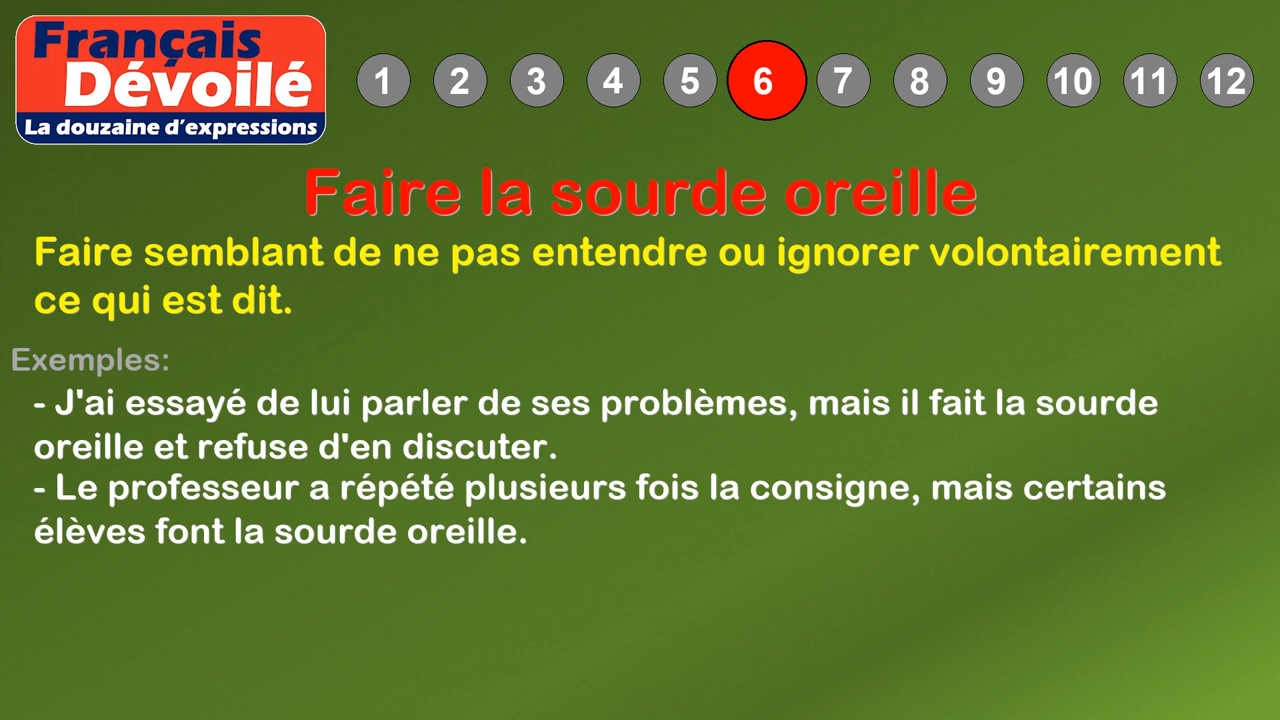 Français
Dévoilé
La douzaine d'expressions
1 2 3 4 5 6 7 8 9 10 11 12
Faire la sourde oreille
Faire semblant de ne pas entendre ou ignorer volontairement
ce qui est dit.
Exemples:
- J'ai essayé de lui parler de ses problèmes, mais il fait la sourde
oreille et refuse d'en discuter.
- Le professeur a répété plusieurs fois la consigne, mais certains
élèves font la sourde oreille.